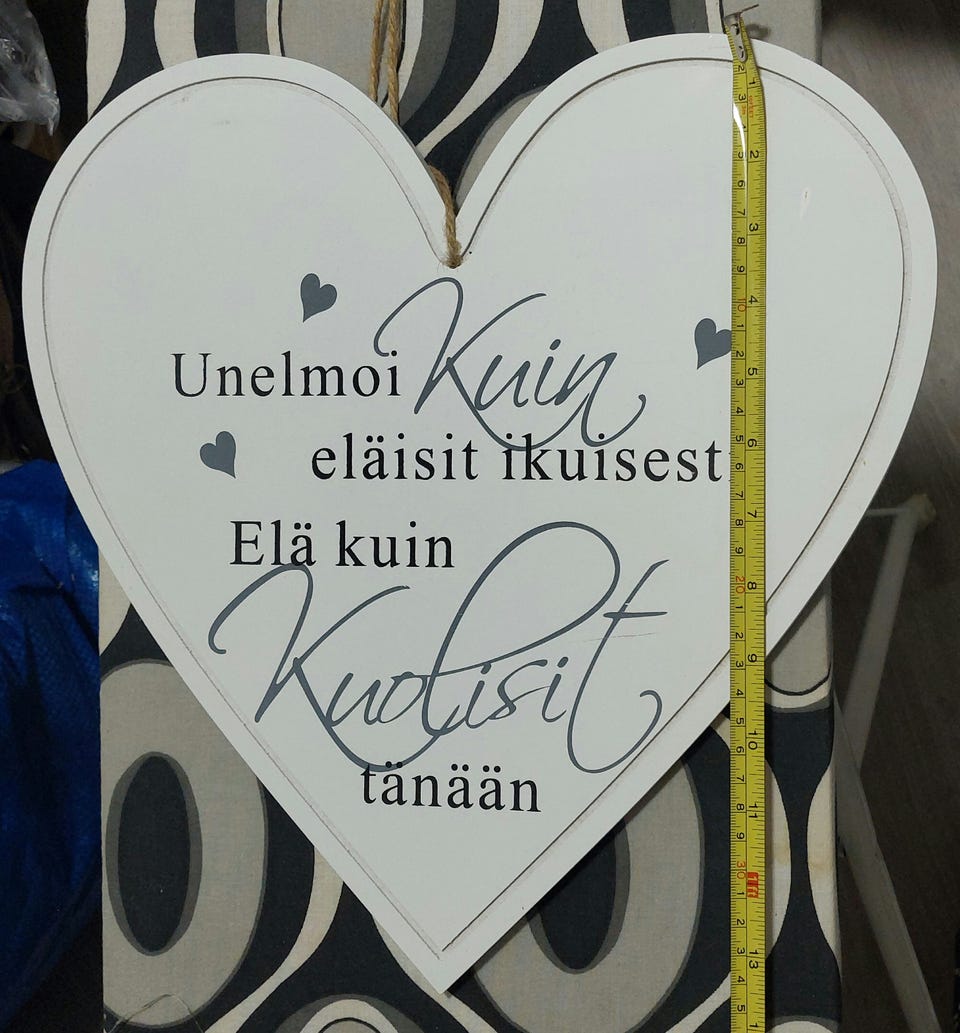 Unelmoi Kuin
eläisit ikuisest
Elä kuin
Kuolisit
tänään